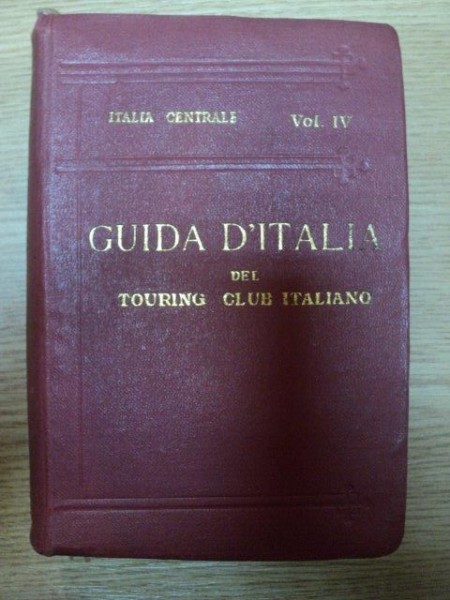 ITALIA CENTRALE Vol. IV
GUIDA D'ITALIA
DEL
TOURING CLUB ITALIANO